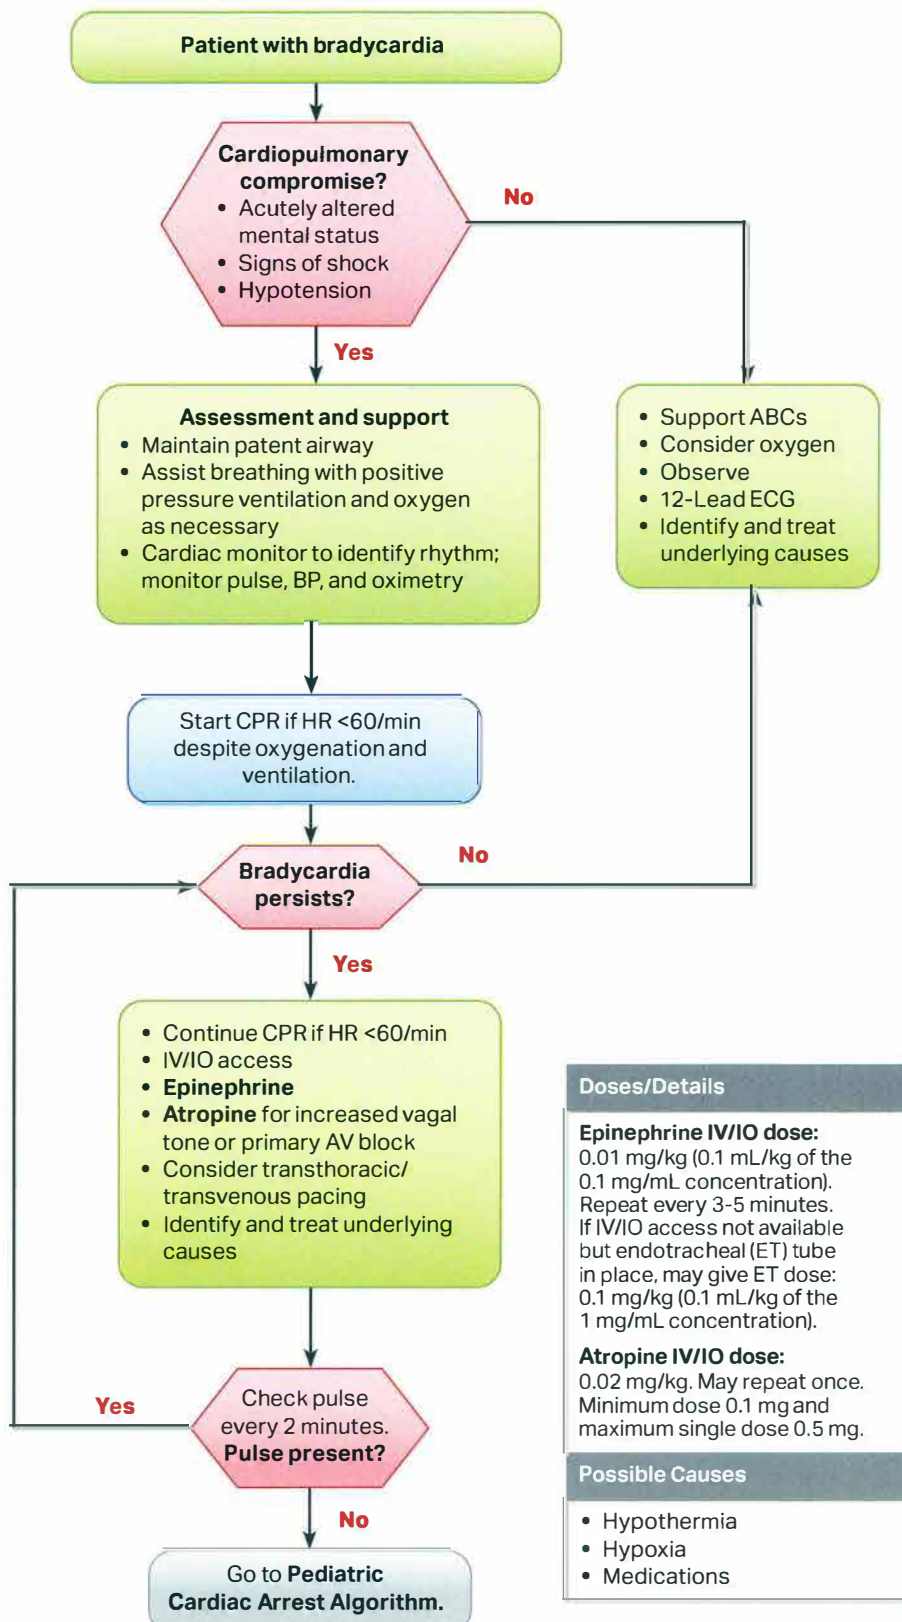 Patient with bradycardia
Cardiopulmonary
compromise?
• Acutely altered
mental status
• Signs of shock
• Hypotension
No
Yes
Assessment and support
• Maintain patent airway
• Assist breathing with positive
pressure ventilation and oxygen
as necessary
• Cardiac monitor to identify rhythm;
monitor pulse, BP, and oximetry
• Support ABCs
• Consider oxygen
• Observe
• 12-Lead ECG
• Identify and treat
underlying causes
Start CPR if HR <60/min
despite oxygenation and
ventilation.
Bradycardia
persists?
No
Yes
• Continue CPR if HR <60/min
• IV/IO access
• Epinephrine
• Atropine for increased vagal
tone or primary AV block
• Consider transthoracic/
transvenous pacing
• Identify and treat underlying
causes
Check pulse
every 2 minutes.
Pulse present?
Yes
No
Go to Pediatric
Cardiac Arrest Algorithm.
Doses/Details
Epinephrine IV/IO dose:
0.01 mg/kg (0.1 mL/kg of the
0.1 mg/mL concentration).
Repeat every 3-5 minutes.
If IV/IO access not available
but endotracheal (ET) tube
in place, may give ET dose:
0.1 mg/kg (0.1 mL/kg of the
1 mg/mL concentration).
Atropine IV/IO dose:
0.02 mg/kg. May repeat once.
Minimum dose 0.1 mg and
maximum single dose 0.5 mg.
Possible Causes
• Hypothermia
• Hypoxia
• Medications